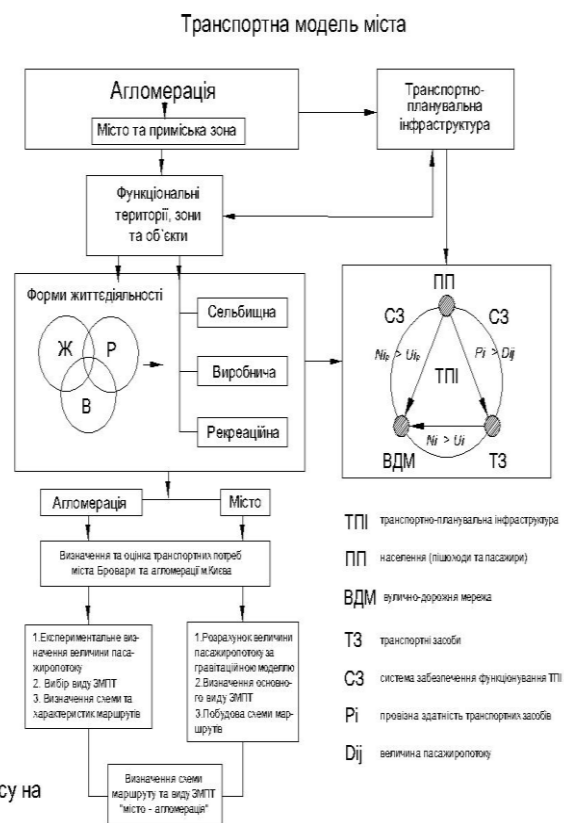 Транспортна модель міста
Агломерація
Місто та приміська зона
Транспортно-
планувальна
інфраструктура
Функціональні
території, зони
та об'єкти
Форми життєдіяльності
Ж
Р
В
Сельбищна
Виробнича
Рекреаційна
ПП
СЗ
СЗ
Niр > Uiр
Pi > Dij
ТПІ
Ni > Ui
ВДМ
ТЗ
Агломерація
Місто
Визначення та оцінка транспортних потреб
міста Бровари та агломерації м.Києва
1.Експериментальне виз-
начення величини паса-
жиропотоку
2. Вибір виду ЗМПТ
3. Визначення схеми та
характеристик маршрутів
1.Розрахунок величини
пасажиропотоку за
гравітаційною моделлю
2.Визначення основно-
го виду ЗМПТ
3.Побудова схеми мар-
шрутів
Визначення схеми
маршруту та виду ЗМПТ
"місто - агломерація"
су на
ТПІ транспортно-планувальна інфраструктура
ПП населення (пішоходи та пасажири)
ВДМ вулично-дорожня мережа
ТЗ транспортні засоби
СЗ система забезпечення функціонування ТПІ
Pi провізна здатність транспортних засобів
Dij величина пасажиропотоку